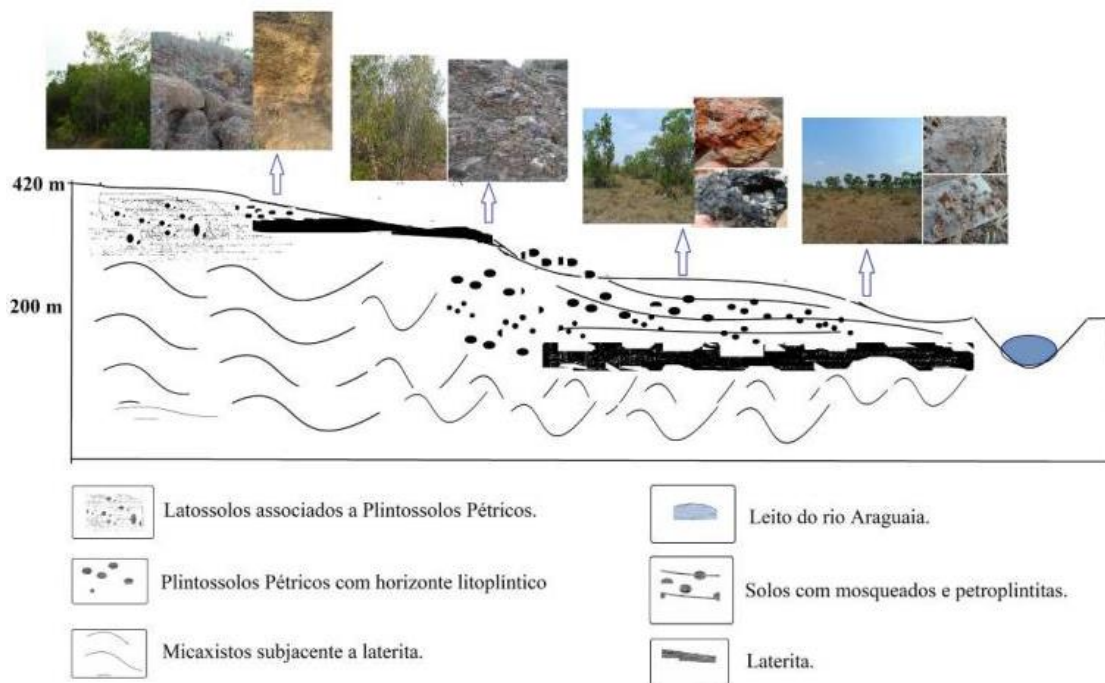 420 m
200 m
Latossolos associados a Plintossolos Pétricos.
Plintossolos Pétricos com horizonte litoplíntico
Micaxistos subjacente a laterita.
Leito do rio Araguaia.
Solos com mosqueados e petroplintitas.
Laterita.